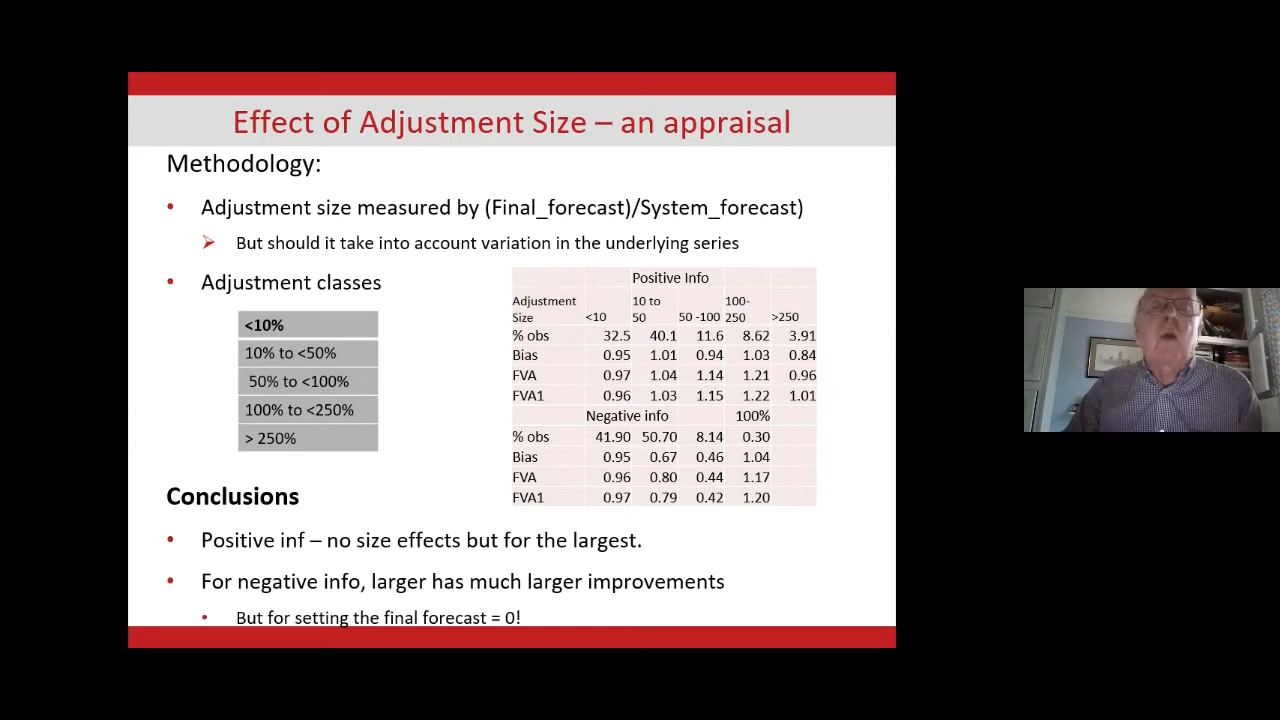 Effect of Adjustment Size – an appraisal
Methodology:
• Adjustment size measured by (Final_forecast)/System_forecast)
➢ But should it take into account variation in the underlying series
• Adjustment classes
<10%
10% to <50%
50% to <100%
100% to <250%
> 250%
Positive Info
Adjustment Size <10 10 to 50 50 -100 100-250 >250
% obs 32.5 40.1 11.6 8.62 3.91
Bias 0.95 1.01 0.94 1.03 0.84
FVA 0.97 1.04 1.14 1.21 0.96
FVA1 0.96 1.03 1.15 1.22 1.01
Negative info 100%
% obs 41.90 50.70 8.14 0.30
Bias 0.95 0.67 0.46 1.04
FVA 0.96 0.80 0.44 1.17
FVA1 0.97 0.79 0.42 1.20
Conclusions
• Positive inf – no size effects but for the largest.
• For negative info, larger has much larger improvements
• But for setting the final forecast = 0!